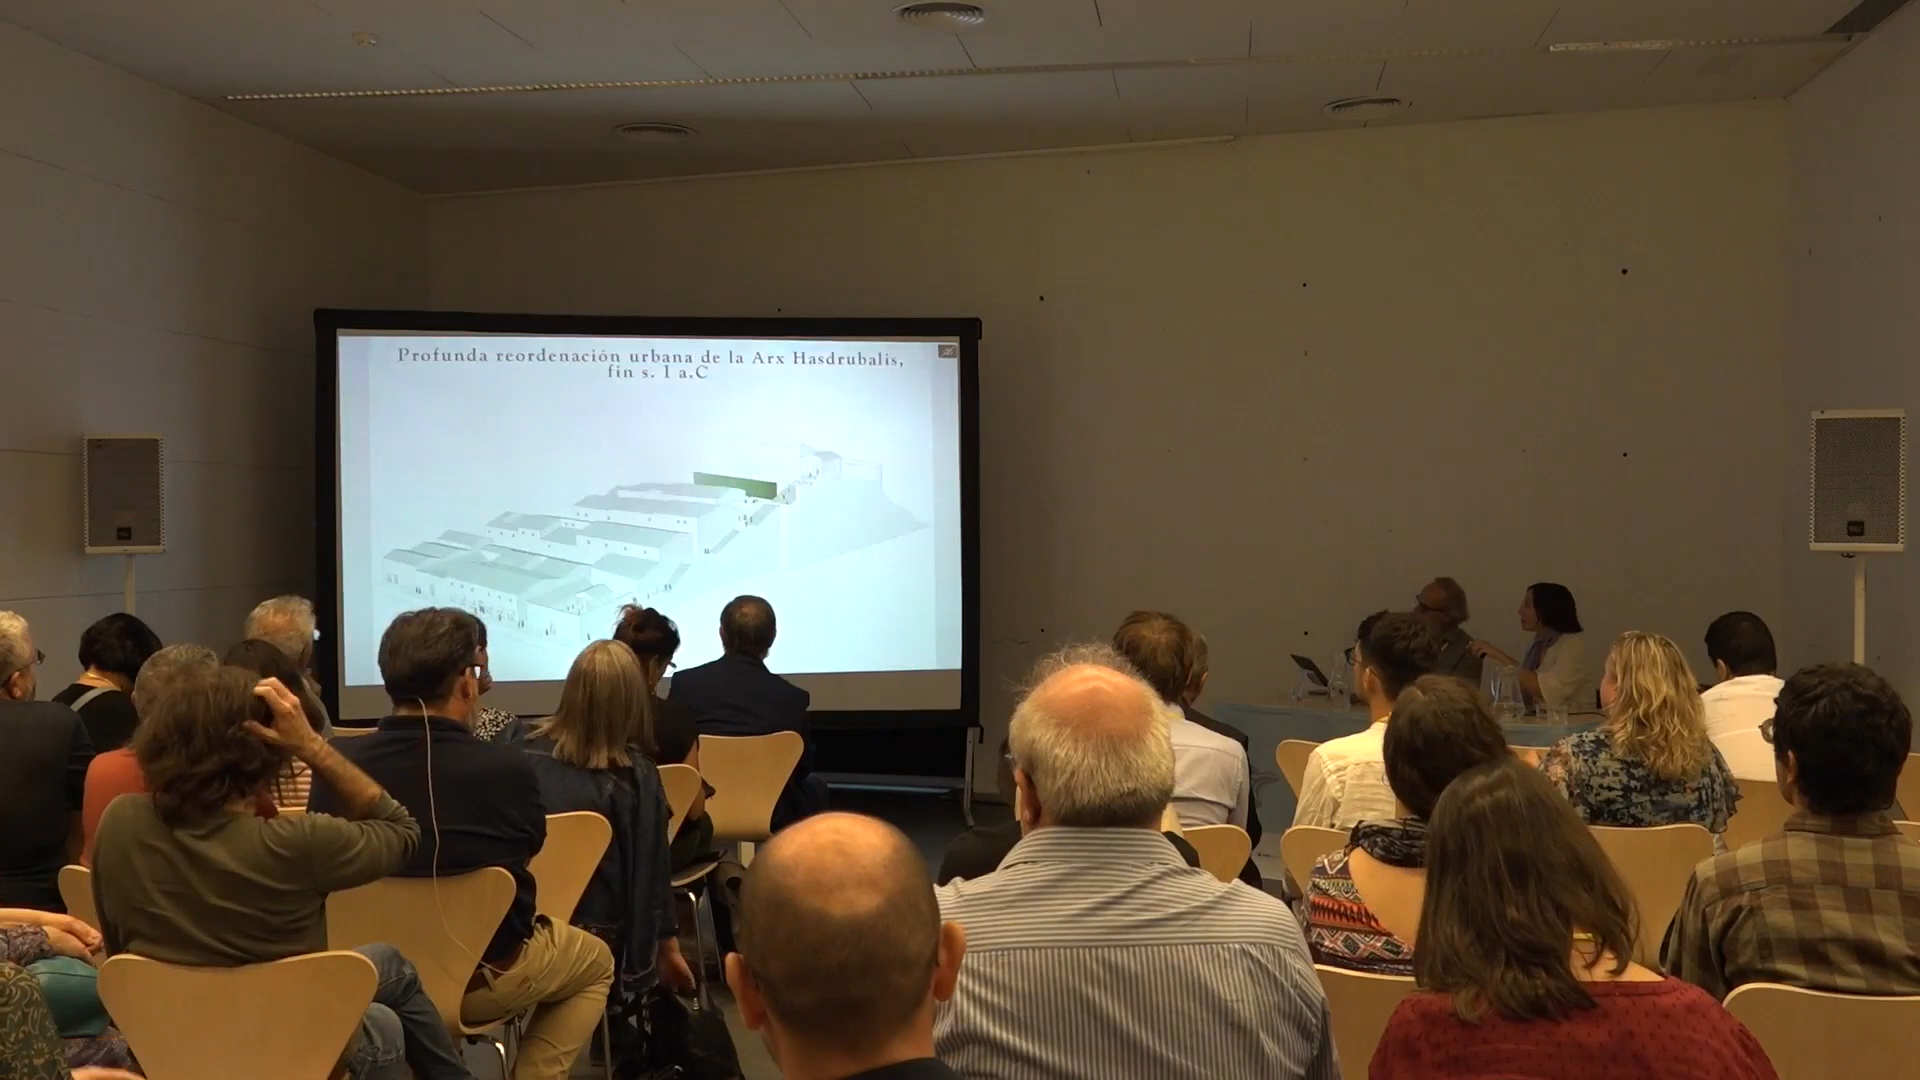 Profunda reordenación urbana de la Arx Hasdrubalis,
fin s. I a.C